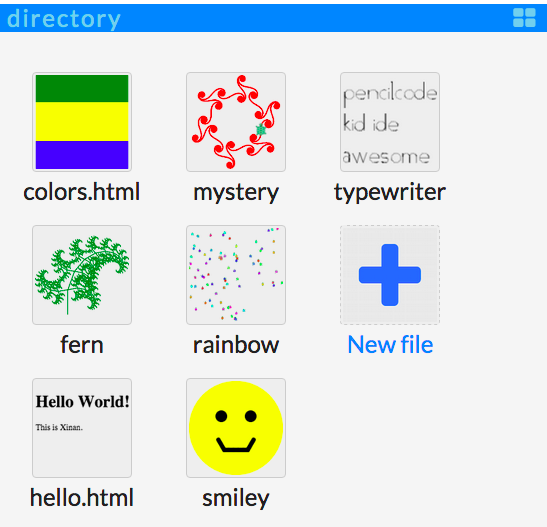 directory
colors.html
mystery
pencilcode
kid ide
awesome
typewriter
fern
rainbow
New file
Hello World!
This is Xinan.
hello.html
smiley